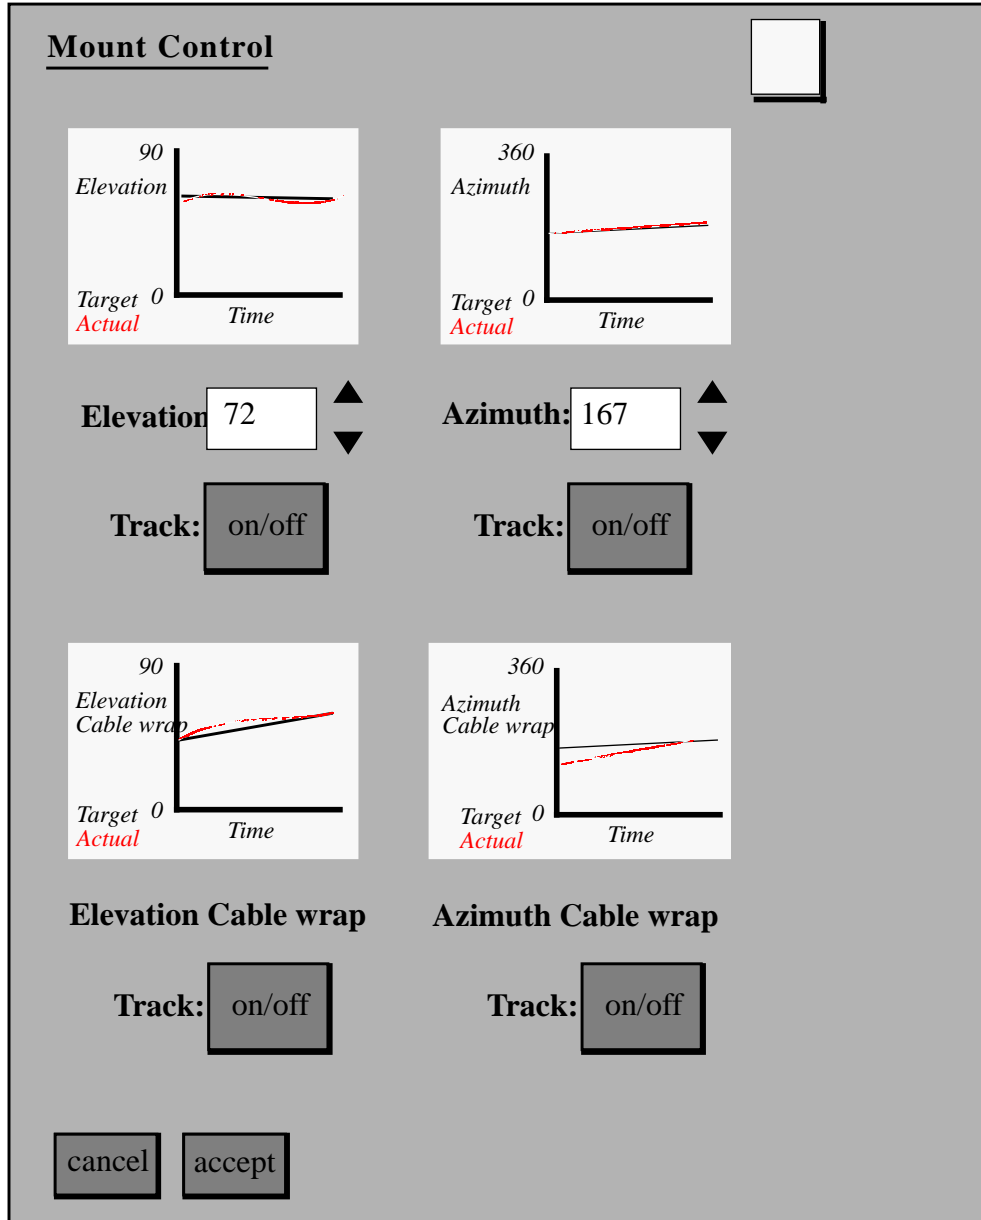 Mount Control
90
Elevation
Target 0
Actual
Time
360
Azimuth
Target 0
Actual
Time
Elevation 72
Azimuth: 167
Track: on/off
Track: on/off
90
Elevation
Cable wrap
Target 0
Actual
Time
360
Azimuth
Cable wrap
Target 0
Actual
Time
Elevation Cable wrap
Azimuth Cable wrap
Track: on/off
Track: on/off
cancel
accept